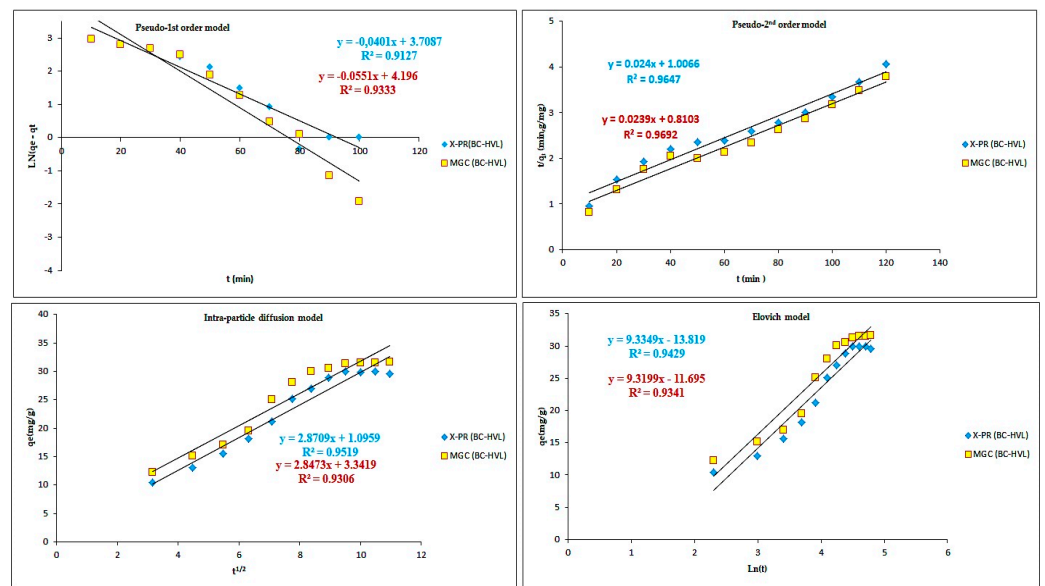 Pseudo-1st order model
y = -0,0401x + 3.7087
R² = 0.9127
y = -0.0551x + 4.196
R² = 0.9333
3
2
1
0
-1
-2
-3
-4
0 20 40 60 80 100 120
LN(qe- qt
t (min)
X-PR(BC-HVL)
MGC (BC-HVL)
Pseudo-2nd order model
y = 0.024x + 1.0066
R² = 0.9647
y = 0.0239x + 0.8103
R² = 0.9692
5
4
3
2
1
0
0 20 40 60 80 100 120 140
t/qt (min.g/mg)
t (min )
X-PR(BC-HVL)
MGC (BC-HVL)
Intra-particle diffusion model
y = 2.8709x + 1.0959
R² = 0.9519
y = 2.8473x + 3.3419
R² = 0.9306
40
35
30
25
20
15
10
5
0
0 2 4 6 8 10 12
qe(mg/g)
t1/2
X-PR (BC-HVL)
MGC (BC-HVL)
Elovich model
y = 9.3349x - 13.819
R² = 0.9429
y = 9.3199x - 11.695
R² = 0.9341
35
30
25
20
15
10
5
0
0 1 2 3 4 5 6
qe(mg/g)
Ln(t)
X-PR (BC-HVL)
MGC (BC-HVL)